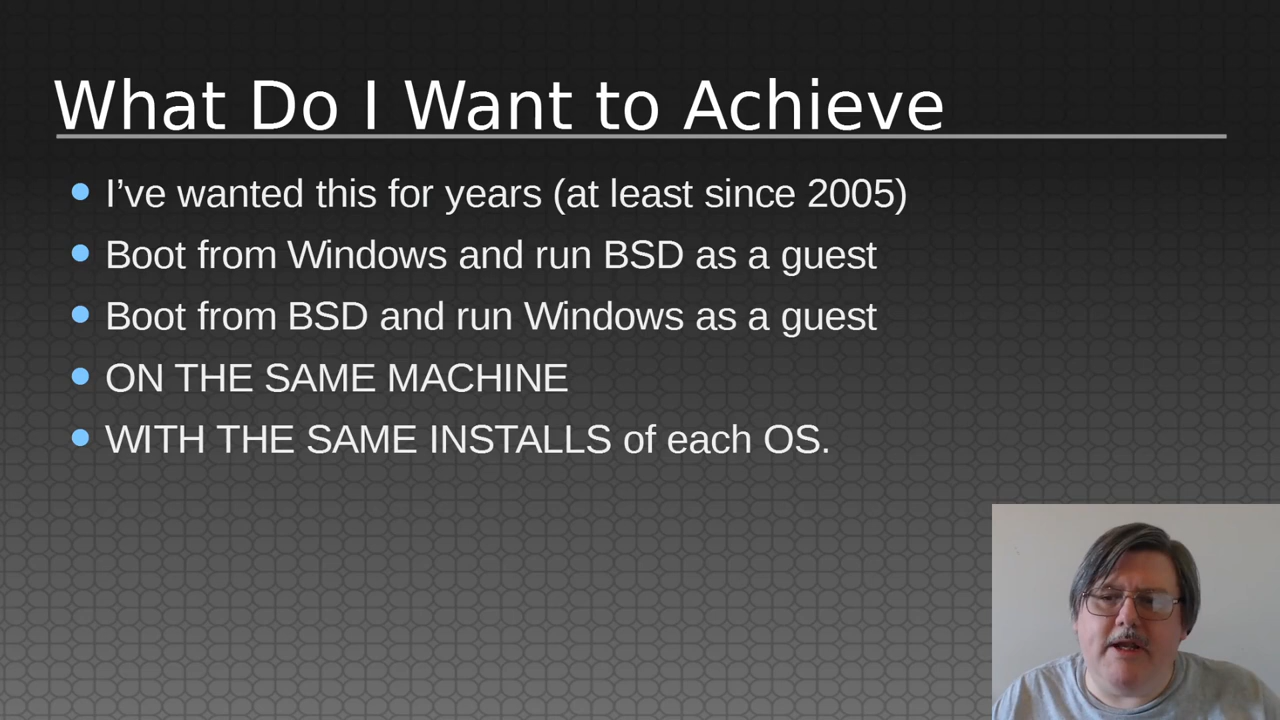 What Do I Want to Achieve
I’ve wanted this for years (at least since 2005)
Boot from Windows and run BSD as a guest
Boot from BSD and run Windows as a guest
ON THE SAME MACHINE
WITH THE SAME INSTALLS of each OS.